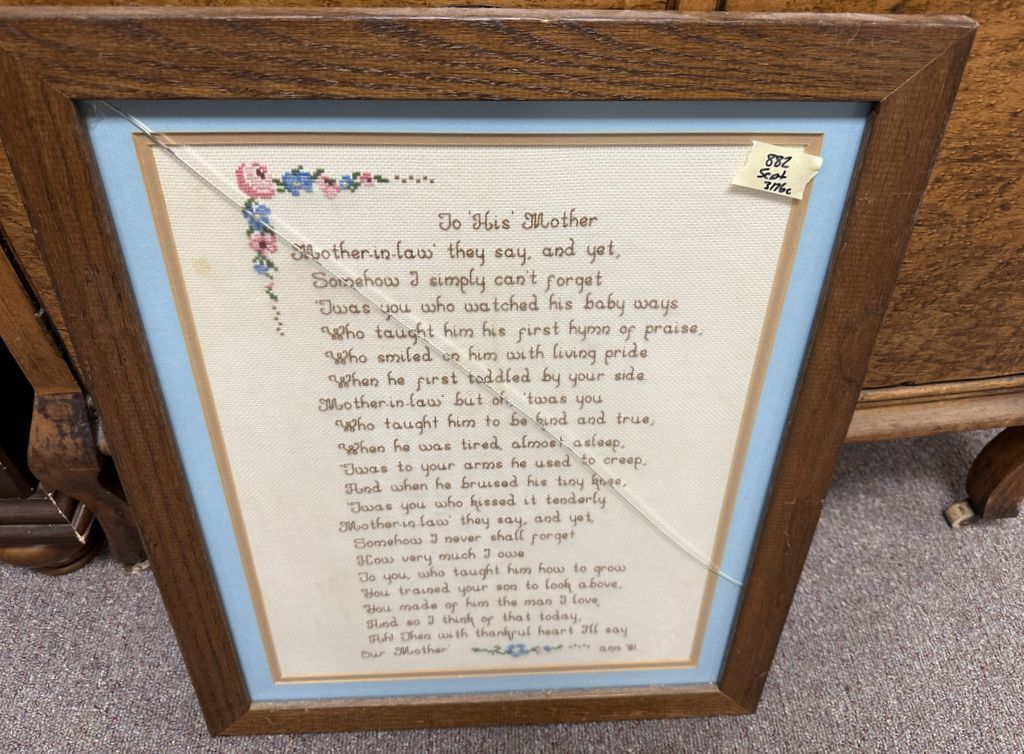 882
Sept
3176c
To 'His' Mother
'Mother-in-law' they say, and yet,
Somehow I simply can't forget
'Twas you who watched his baby ways
Who taught him his first hymn of praise,
Who smiled on him with living pride
When he first toddled by your side.
'Mother-in-law' but oh, 'twas you
Who taught him to be kind and true,
When he was tired, almost asleep,
'Twas to your arms he used to creep,
And when he bruised his tiny knee,
'Twas you who kissed it tenderly
'Mother-in-law' they say, and yet,
Somehow I never shall forget
How very much I owe
To you, who taught him how to grow
You trained your son to look above,
You made of him the man I love,
And so I think of that today,
'Ah! Then with thankful heart I'll say
'Our Mother'
ann '81